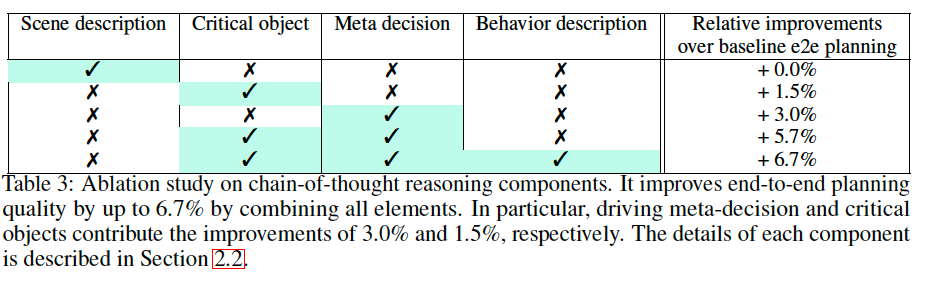 Scene description Critical object Meta decision Behavior description Relative improvements
over baseline e2e planning
✓ ✗ ✗ ✗ + 0.0%
✗ ✓ ✗ ✗ + 1.5%
✗ ✗ ✓ ✗ + 3.0%
✗ ✓ ✓ ✗ + 5.7%
✗ ✓ ✓ ✓ + 6.7%
Table 3: Ablation study on chain-of-thought reasoning components. It improves end-to-end planning
quality by up to 6.7% by combining all elements. In particular, driving meta-decision and critical
objects contribute the improvements of 3.0% and 1.5%, respectively. The details of each component
is described in Section 2.2.